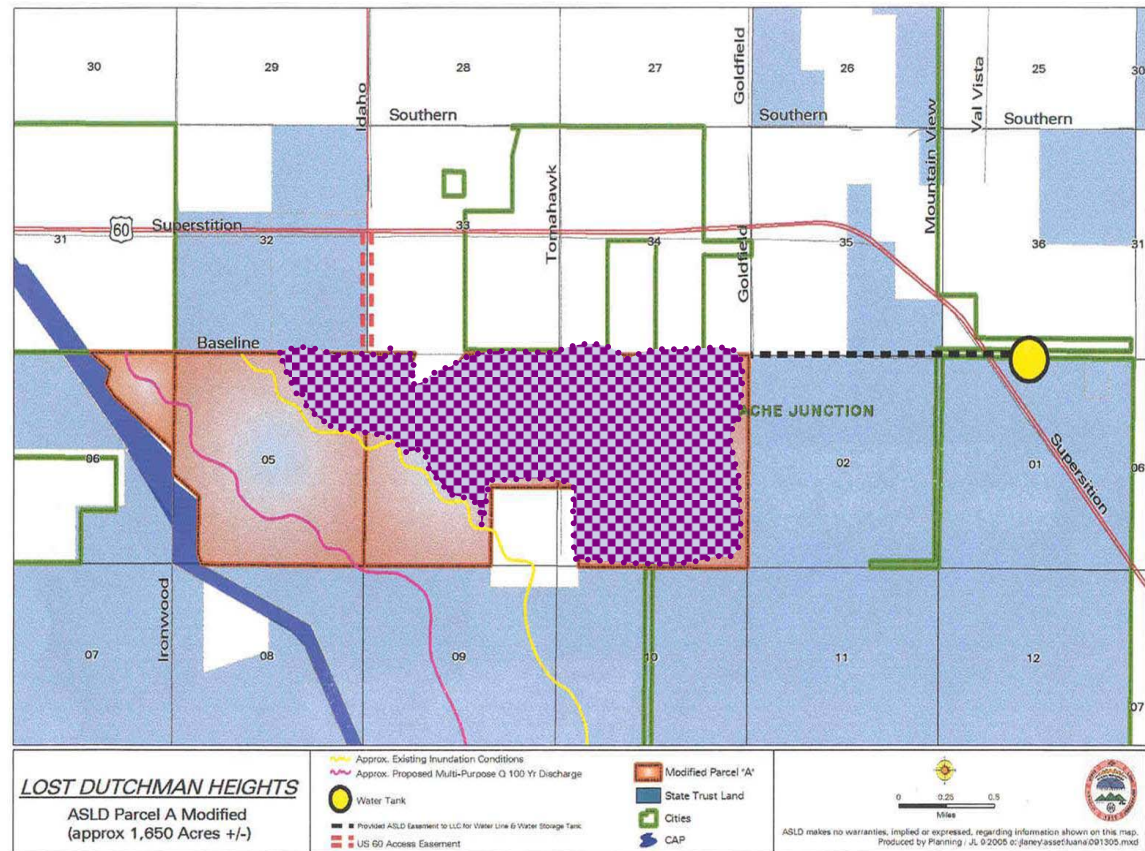 30
29
28
27
26
25
30
Idaho
Goldfield
Mountain View
Val Vista
Southern
Southern
Southern
60
Superstition
31
32
33
34
35
36
31
Tomahawk
Goldfield
Baseline
CHE JUNCTION
06
05
02
01
06
Supersition
Ironwood
07
08
09
10
11
12
07
LOST DUTCHMAN HEIGHTS
ASLD Parcel A Modified
(approx 1,650 Acres +/-)
Approx. Existing Inundation Conditions
Approx. Proposed Multi-Purpose Q 100 Yr Discharge
Water Tank
Provided ASLD Easement to LLC for Water Line & Water Storage Tank
US 60 Access Easement
Modified Parcel "A"
State Trust Land
Cities
CAP
0 0.25 0.5
Miles
ASLD makes no warranties, implied or expressed, regarding information shown on this map.